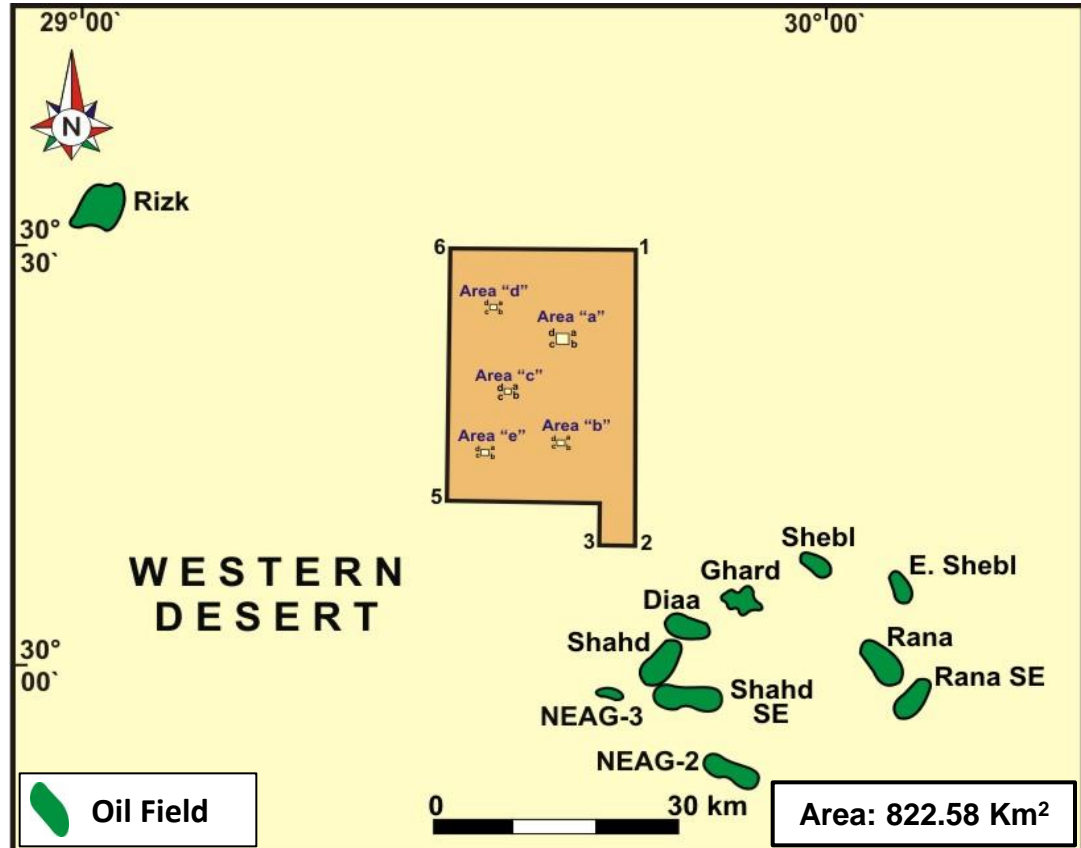 29° 00`
30° 00`
N
Rizk
30°
30`
6
1
Area “d”
d a
c b
Area “a”
d a
c b
Area “c”
d a
c b
Area “b”
d a
c b
Area “e”
d a
c b
5
3
2
WESTERN
DESERT
Shebl
Ghard
E. Shebl
Diaa
Shahd
Rana
30°
00`
Rana SE
Shahd
SE
NEAG-3
NEAG-2
Oil Field
0
30 km
Area: 822.58 Km²